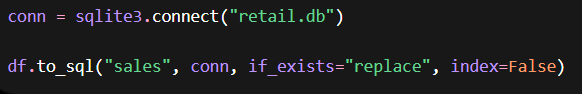 conn = sqlite3.connect("retail.db")
df.to_sql("sales", conn, if_exists="replace", index=False)